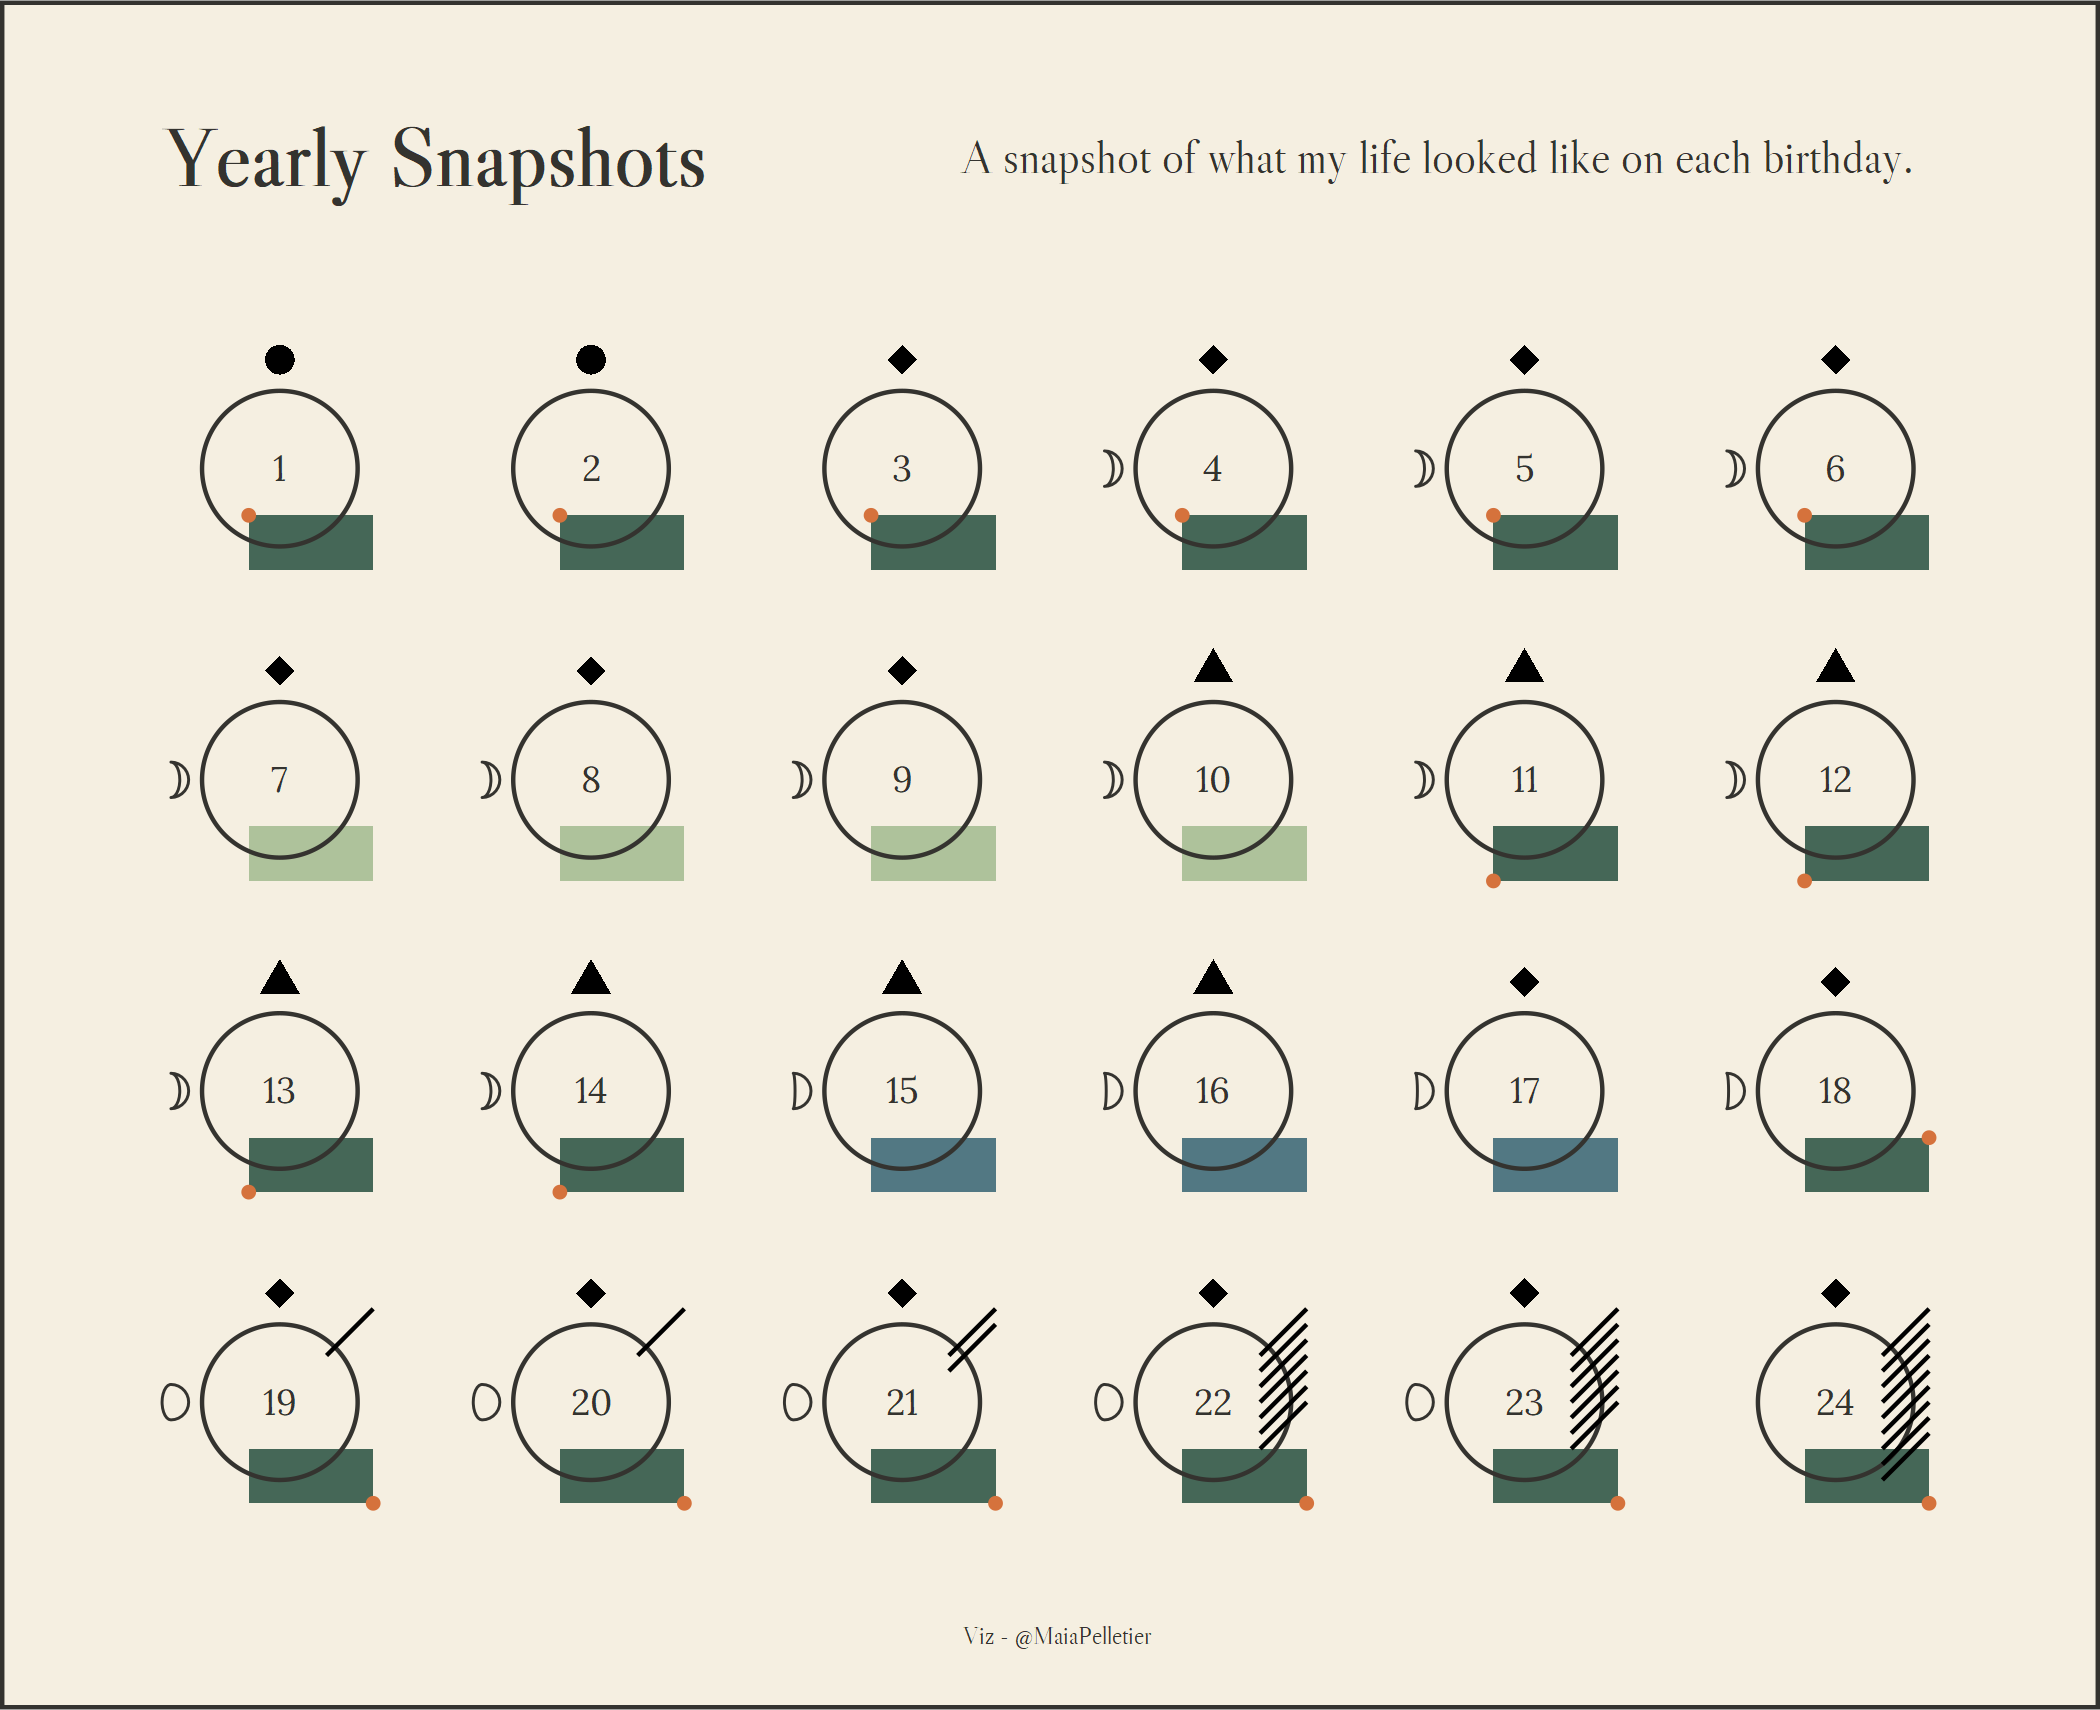 Yearly Snapshots
A snapshot of what my life looked like on each birthday.
1 2 3 4 5 6
7 8 9 10 11 12
13 14 15 16 17 18
19 20 21 22 23 24
Viz - @MaiaPelletier